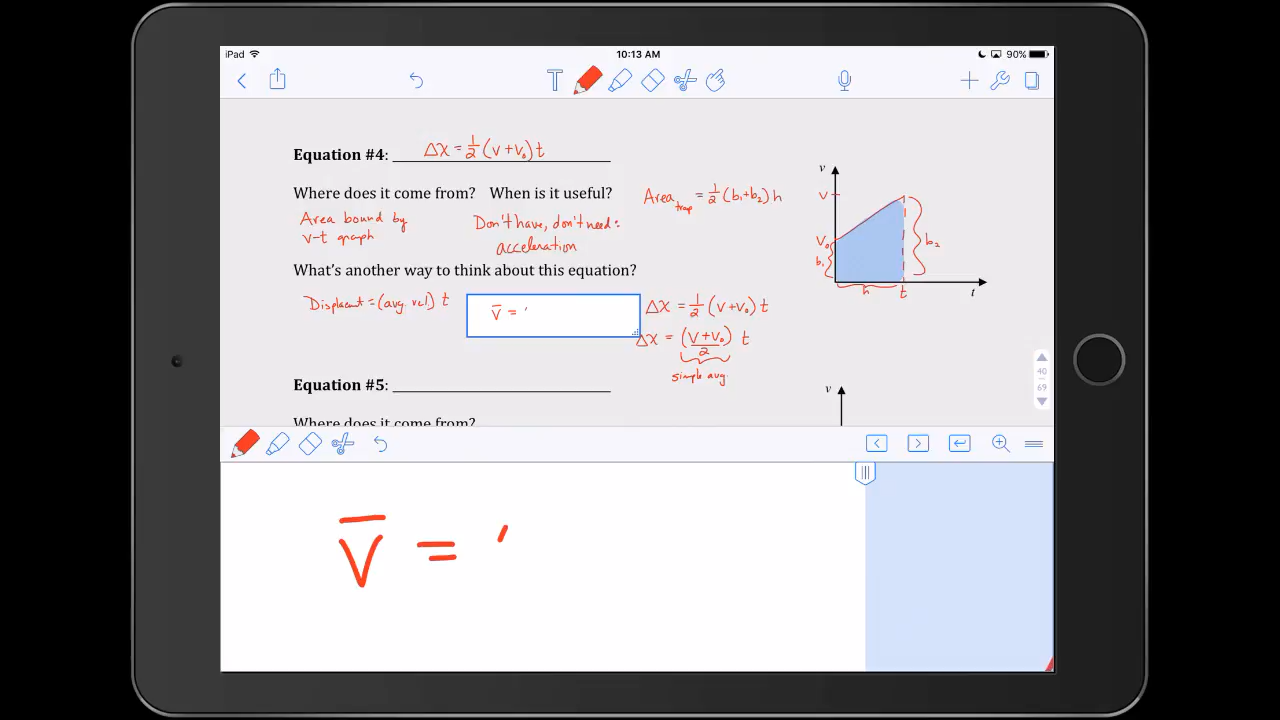 iPad 10:13 AM 90%
T
Equation #4: Δx = 1/2 (v+v₀) t
Where does it come from? When is it useful?
Area trap = 1/2 (b₁+b₂) h
Area bound by
v-t graph
Don't have, don't need:
acceleration
What's another way to think about this equation?
Displacemt = (avg. vel) t
v̄ = '
Δx = 1/2 (v+v₀) t
Δx = (v+v₀)/2 t
simple avg.
v
v
v₀
b₁
b₂
h
t
t
Equation #5:
v
Where does it come from?
40
69
v̄ = '